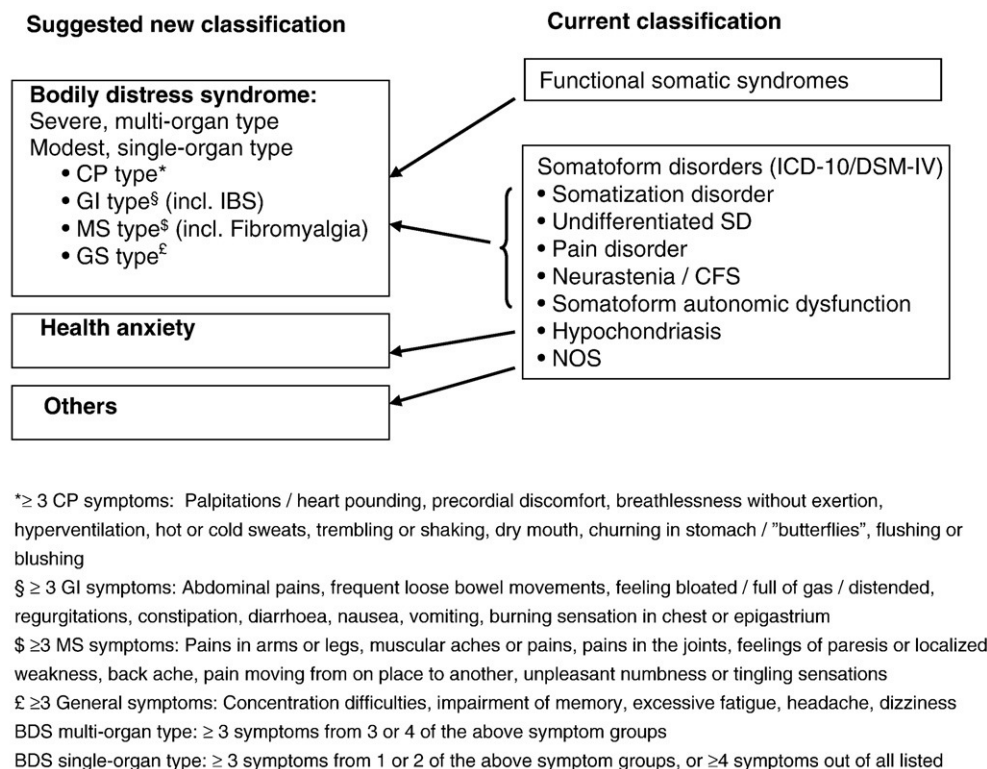 Suggested new classification
Bodily distress syndrome:
Severe, multi-organ type
Modest, single-organ type
• CP type*
• GI type§ (incl. IBS)
• MS type$ (incl. Fibromyalgia)
• GS type£
Health anxiety
Others
Current classification
Functional somatic syndromes
Somatoform disorders (ICD-10/DSM-IV)
• Somatization disorder
• Undifferentiated SD
• Pain disorder
• Neurastenia / CFS
• Somatoform autonomic dysfunction
• Hypochondriasis
• NOS
*≥ 3 CP symptoms: Palpitations / heart pounding, precordial discomfort, breathlessness without exertion,
hyperventilation, hot or cold sweats, trembling or shaking, dry mouth, churning in stomach / ”butterflies”, flushing or
blushing
§ ≥ 3 GI symptoms: Abdominal pains, frequent loose bowel movements, feeling bloated / full of gas / distended,
regurgitations, constipation, diarrhoea, nausea, vomiting, burning sensation in chest or epigastrium
$ ≥3 MS symptoms: Pains in arms or legs, muscular aches or pains, pains in the joints, feelings of paresis or localized
weakness, back ache, pain moving from on place to another, unpleasant numbness or tingling sensations
£ ≥3 General symptoms: Concentration difficulties, impairment of memory, excessive fatigue, headache, dizziness
BDS multi-organ type: ≥ 3 symptoms from 3 or 4 of the above symptom groups
BDS single-organ type: ≥ 3 symptoms from 1 or 2 of the above symptom groups, or ≥4 symptoms out of all listed